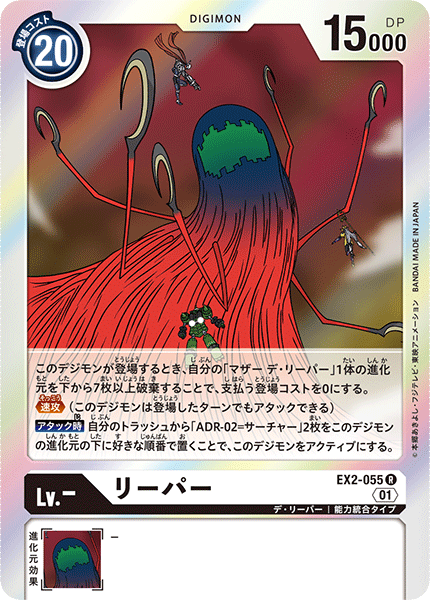 登場コスト
20
DIGIMON
15000
DP
BANDAI MADE IN JAPAN
©本郷あきよし・フジテレビ・東映アニメーション
このデジモンが登場するとき、自分の「マザー デ・リーパー」1体の進化
元を下から7枚以上破棄することで、支払う登場コストを0にする。
速攻 (このデジモンは登場したターンでもアタックできる)
アタック時 自分のトラッシュから「ADR-02=サーチャー」2枚をこのデジモン
の進化元の下に好きな順番で置くことで、このデジモンをアクティブにする。
Lv.ー
リーパー
EX2-055 R
01
デ・リーパー | 能力統合タイプ
進化元効果
ー